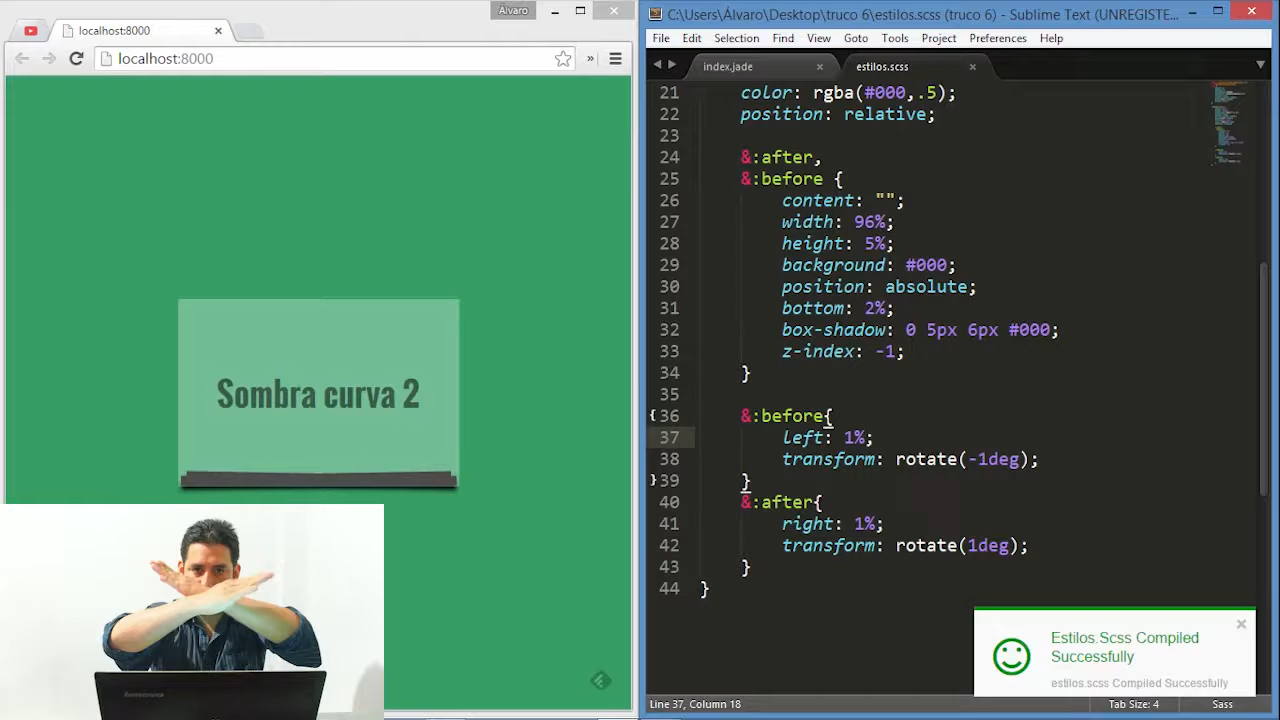 Álvaro
localhost:8000
localhost:8000
»
Sombra curva 2
C:\Users\Álvaro\Desktop\truco 6\estilos.scss (truco 6) - Sublime Text (UNREGISTE...
File Edit Selection Find View Goto Tools Project Preferences Help
index.jade estilos.scss
21 color: rgba(#000,.5);
22 position: relative;
23
24 &:after,
25 &:before {
26 content: "";
27 width: 96%;
28 height: 5%;
29 background: #000;
30 position: absolute;
31 bottom: 2%;
32 box-shadow: 0 5px 6px #000;
33 z-index: -1;
34 }
35
36 &:before{
37 left: 1%;
38 transform: rotate(-1deg);
39 }
40 &:after{
41 right: 1%;
42 transform: rotate(1deg);
43 }
44 }
Estilos.Scss Compiled
Successfully
estilos.scss Compiled Successfully
Line 37, Column 18 Tab Size: 4 Sass